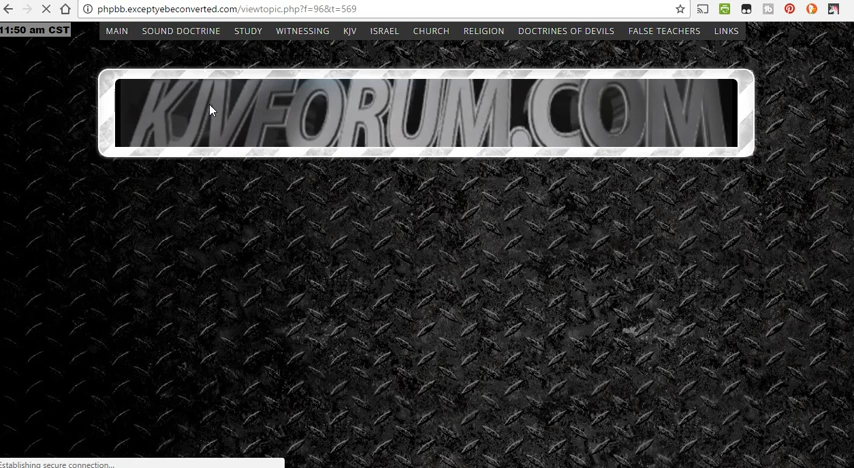 phpbb.exceptyebeconverted.com/viewtopic.php?f=96&t=569
11:50 am CST
MAIN SOUND DOCTRINE STUDY WITNESSING KJV ISRAEL CHURCH RELIGION DOCTRINES OF DEVILS FALSE TEACHERS LINKS
KJVFORUM.COM
Establishing secure connection...